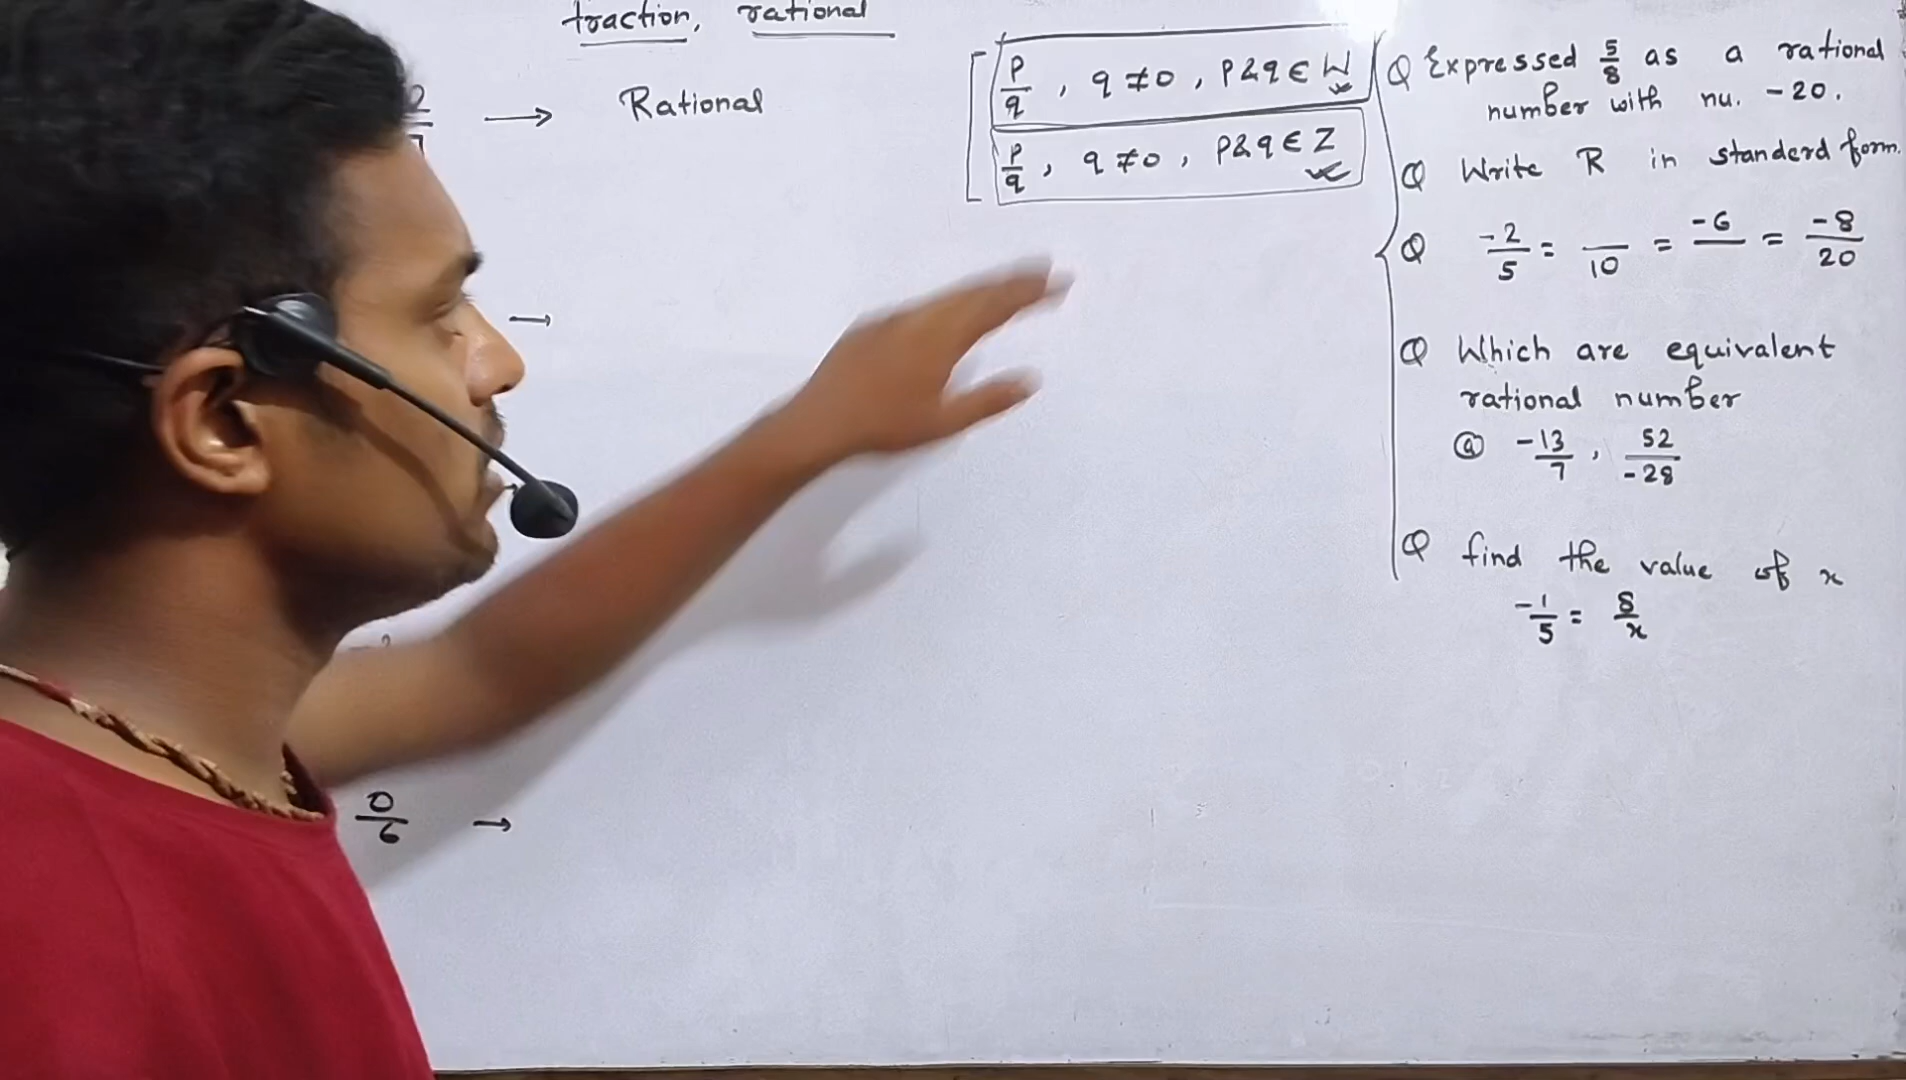 fraction, rational
2/7 → Rational
p/q , q ≠ 0 , p & q ∈ W
p/q , q ≠ 0 , p & q ∈ Z
→
0/6 →
Q Expressed 5/8 as a rational
number with nu. -20.
Q Write R in standerd form.
Q -2/5 = __/10 = -6/__ = -8/20
Q Which are equivalent
rational number
(a) -13/7 , 52/-28
Q find the value of x
-1/5 = 8/x